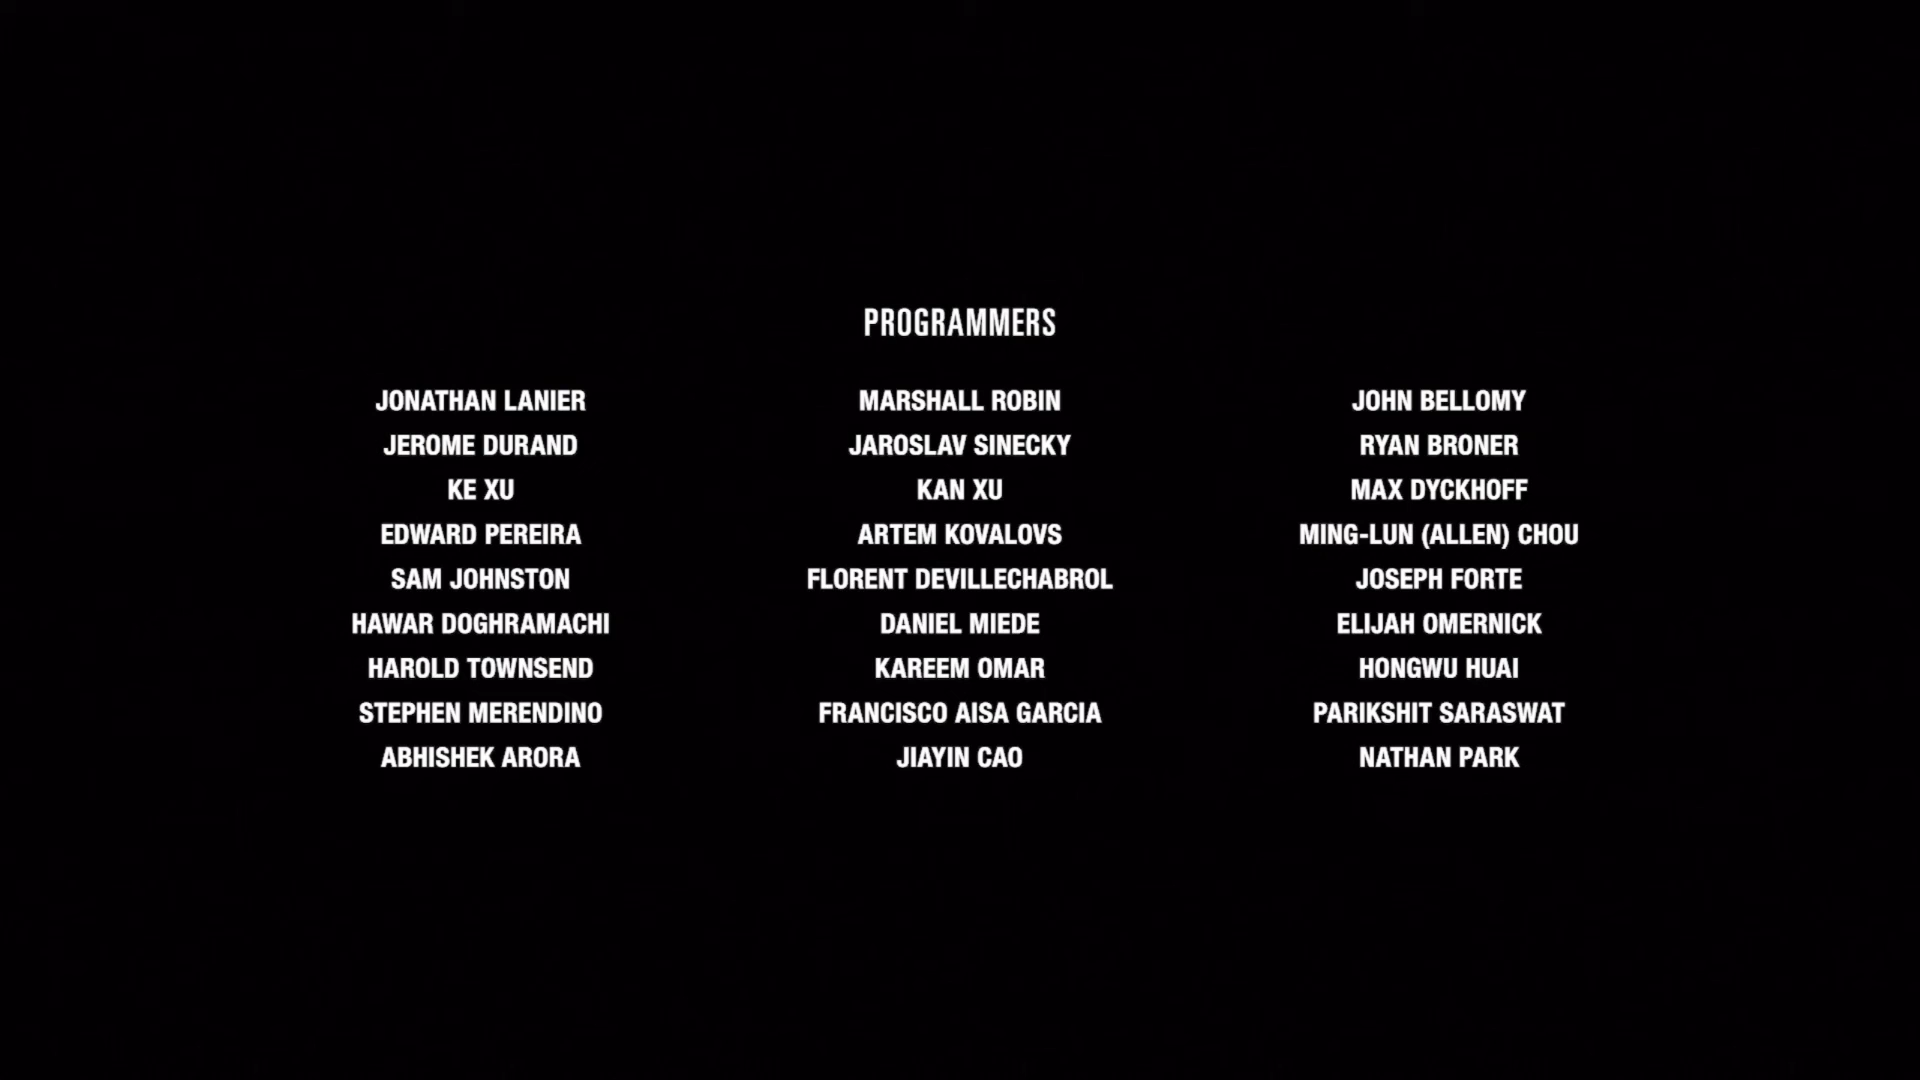 PROGRAMMERS
JONATHAN LANIER MARSHALL ROBIN JOHN BELLOMY
JEROME DURAND JAROSLAV SINECKY RYAN BRONER
KE XU KAN XU MAX DYCKHOFF
EDWARD PEREIRA ARTEM KOVALOVS MING-LUN (ALLEN) CHOU
SAM JOHNSTON FLORENT DEVILLECHABROL JOSEPH FORTE
HAWAR DOGHRAMACHI DANIEL MIEDE ELIJAH OMERNICK
HAROLD TOWNSEND KAREEM OMAR HONGWU HUAI
STEPHEN MERENDINO FRANCISCO AISA GARCIA PARIKSHIT SARASWAT
ABHISHEK ARORA JIAYIN CAO NATHAN PARK